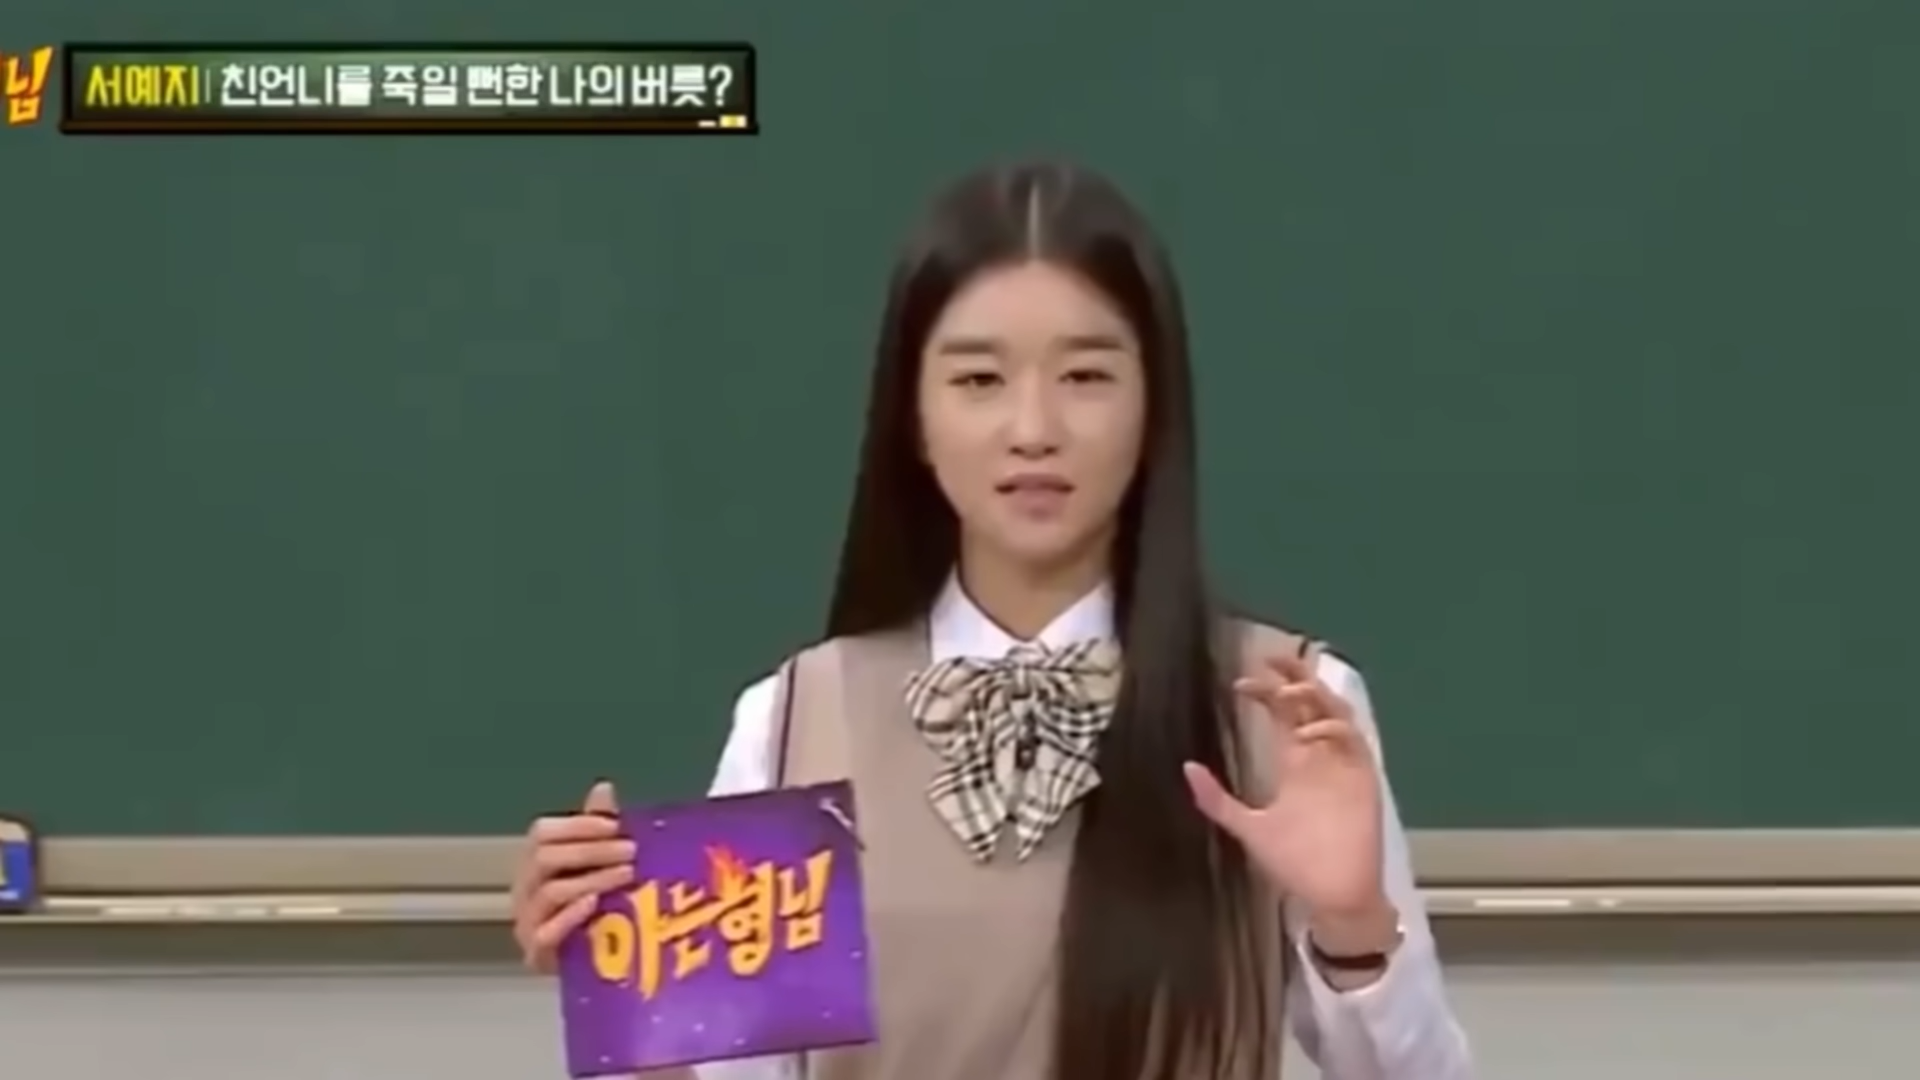 님 서예지 | 친언니를 죽일 뻔한 나의 버릇?
아는형님